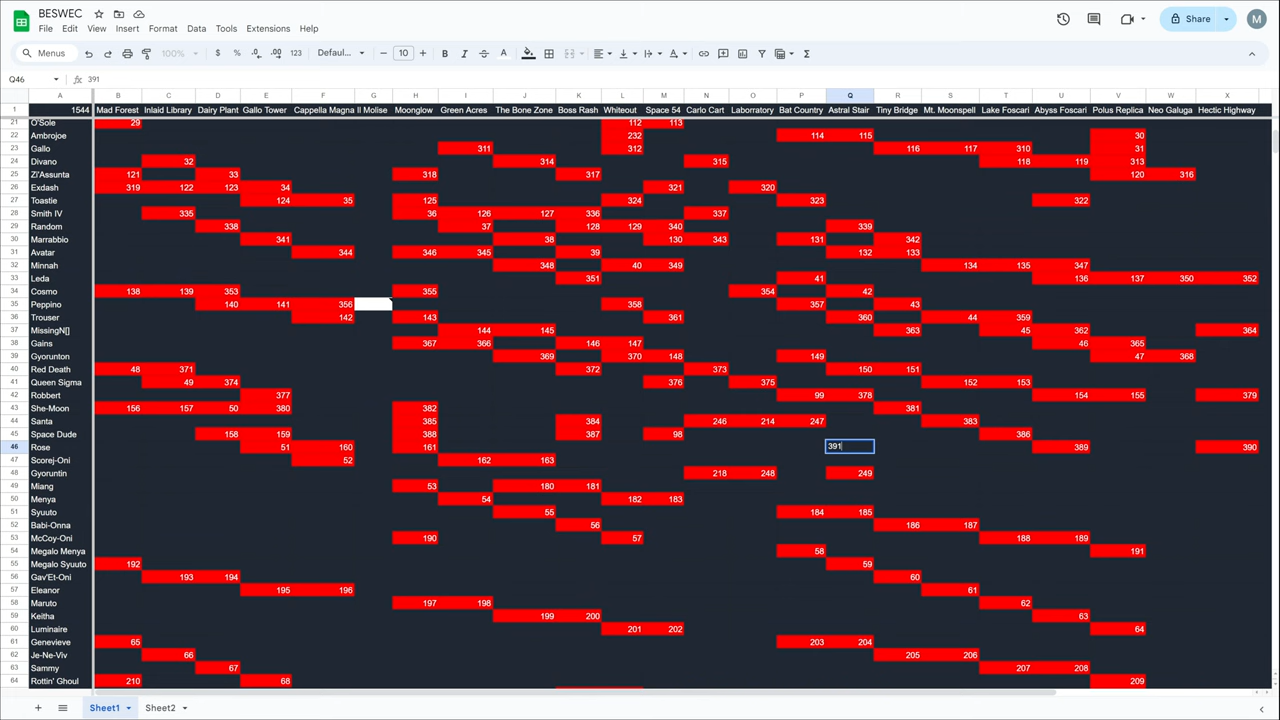 BESWEC
File Edit View Insert Format Data Tools Extensions Help
Share
M
Menus 100% $ % .0 .00 123 Defaul... 10 B I A
Q46 391
A B C D E F G H I J K L M N O P Q R S T U V W X
1 1544 Mad Forest Inlaid Library Dairy Plant Gallo Tower Cappella Magna Il Molise Moonglow Green Acres The Bone Zone Boss Rash Whiteout Space 54 Carlo Cart Laborratory Bat Country Astral Stair Tiny Bridge Mt. Moonspell Lake Foscari Abyss Foscari Polus Replica Neo Galuga Hectic Highway
21 O'Sole 29 112 113
22 Ambrojoe 232 114 115 30
23 Gallo 311 312 116 117 310 31
24 Divano 32 314 315 118 119 313
25 Zi'Assunta 121 33 318 317 120 316
26 Exdash 319 122 123 34 321 320
27 Toastie 124 35 125 324 323 322
28 Smith IV 335 36 126 127 336 337
29 Random 338 37 128 129 340 339
30 Marrabbio 341 38 130 343 131 342
31 Avatar 344 346 345 39 132 133
32 Minnah 348 40 349 134 135 347
33 Leda 351 41 136 137 350 352
34 Cosmo 138 139 353 355 354 42
35 Peppino 140 141 356 358 357 43
36 Trouser 142 143 361 360 44 359
37 MissingN[] 144 145 363 45 362 364
38 Gains 367 366 146 147 46 365
39 Gyorunton 369 370 148 149 47 368
40 Red Death 48 371 372 373 150 151
41 Queen Sigma 49 374 376 375 152 153
42 Robbert 377 99 378 154 155 379
43 She-Moon 156 157 50 380 382 381
44 Santa 385 384 246 214 247 383
45 Space Dude 158 159 388 387 98 386
46 Rose 51 160 161 391 389 390
47 Scorej-Oni 52 162 163
48 Gyoruntin 218 248 249
49 Miang 53 180 181
50 Menya 54 182 183
51 Syuuto 55 184 185
52 Babi-Onna 56 186 187
53 McCoy-Oni 190 57 188 189
54 Megalo Menya 58 191
55 Megalo Syuuto 192 59
56 Gav'Et-Oni 193 194 60
57 Eleanor 195 196 61
58 Maruto 197 198 62
59 Keitha 199 200 63
60 Luminaire 201 202 64
61 Genevieve 65 203 204
62 Je-Ne-Viv 66 205 206
63 Sammy 67 207 208
64 Rottin' Ghoul 210 68 209
Sheet1 Sheet2